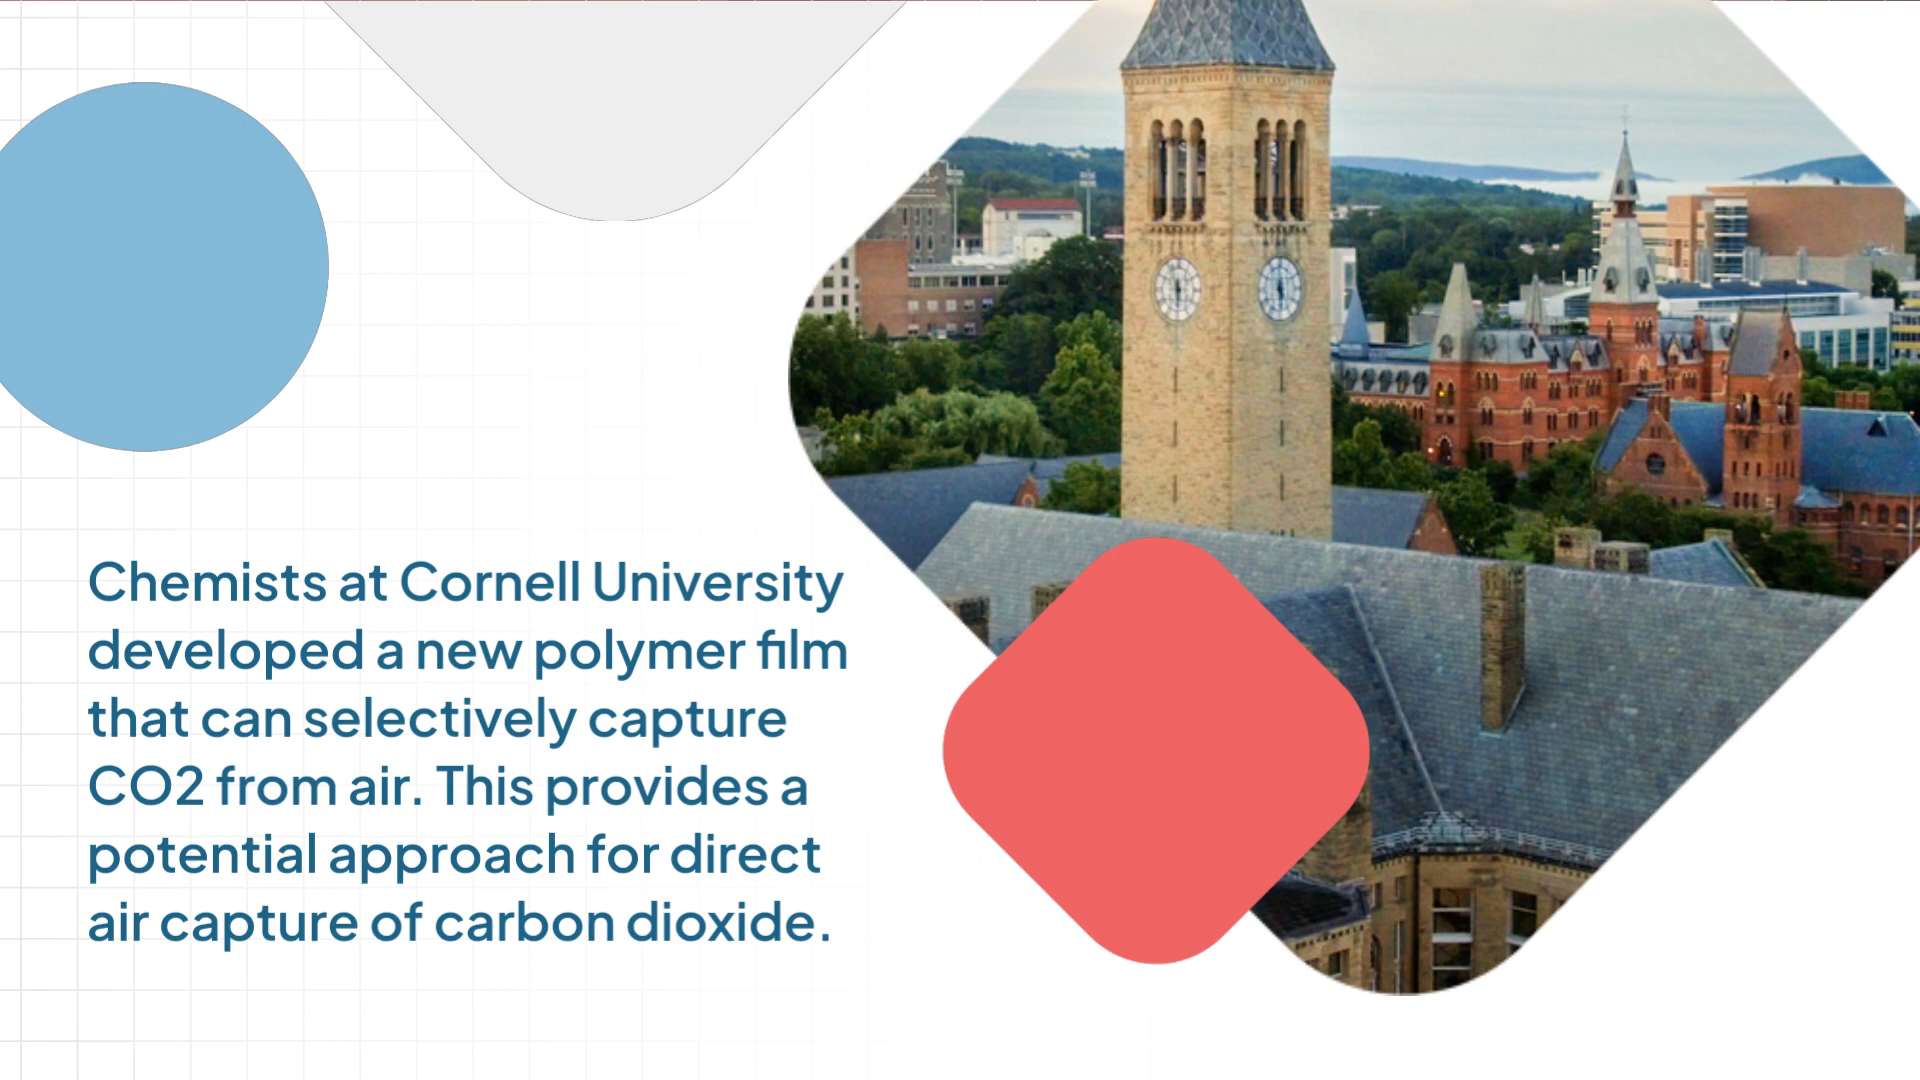 Chemists at Cornell University
developed a new polymer film
that can selectively capture
CO2 from air. This provides a
potential approach for direct
air capture of carbon dioxide.